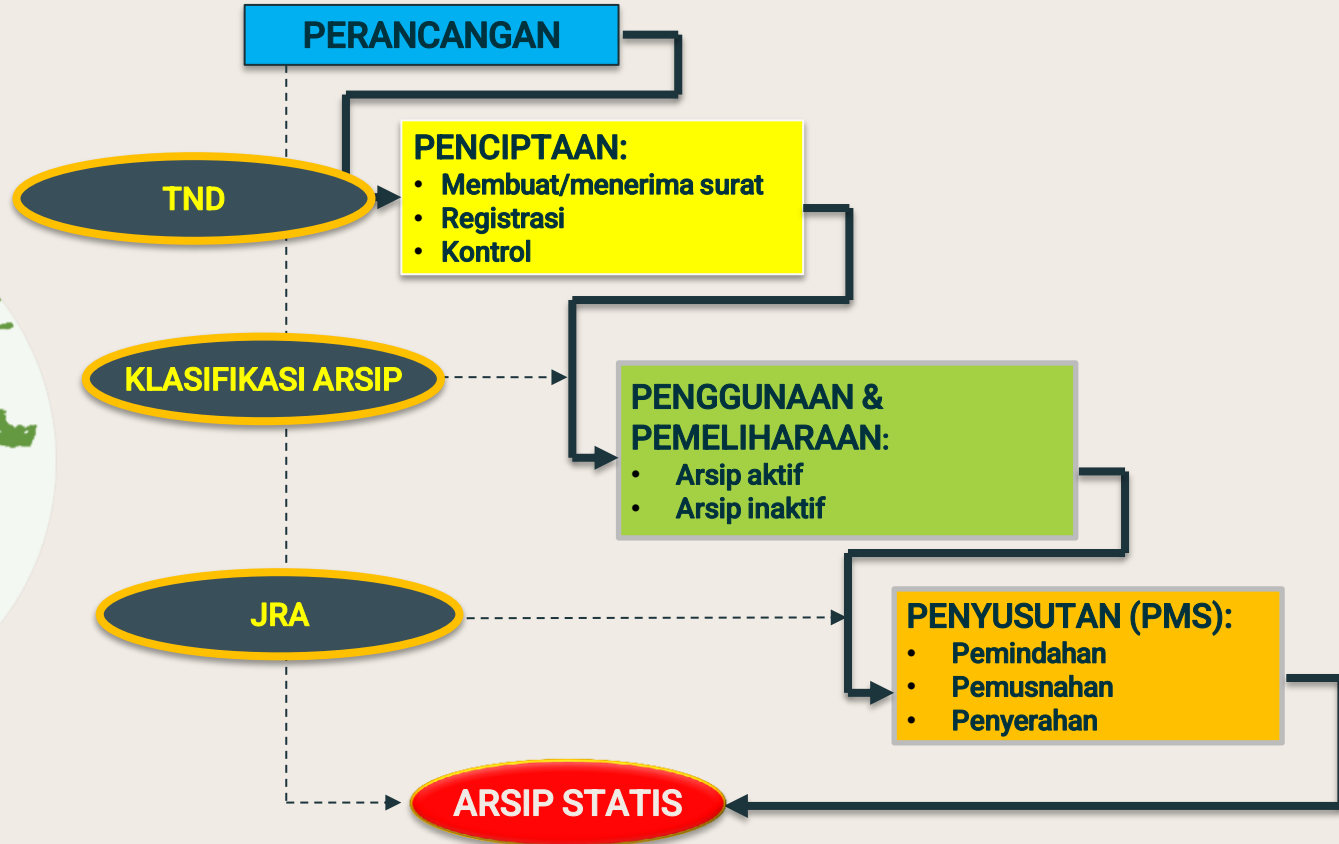 PERANCANGAN
TND
PENCIPTAAN:
• Membuat/menerima surat
• Registrasi
• Kontrol
KLASIFIKASI ARSIP
PENGGUNAAN &
PEMELIHARAAN:
• Arsip aktif
• Arsip inaktif
JRA
PENYUSUTAN (PMS):
• Pemindahan
• Pemusnahan
• Penyerahan
ARSIP STATIS